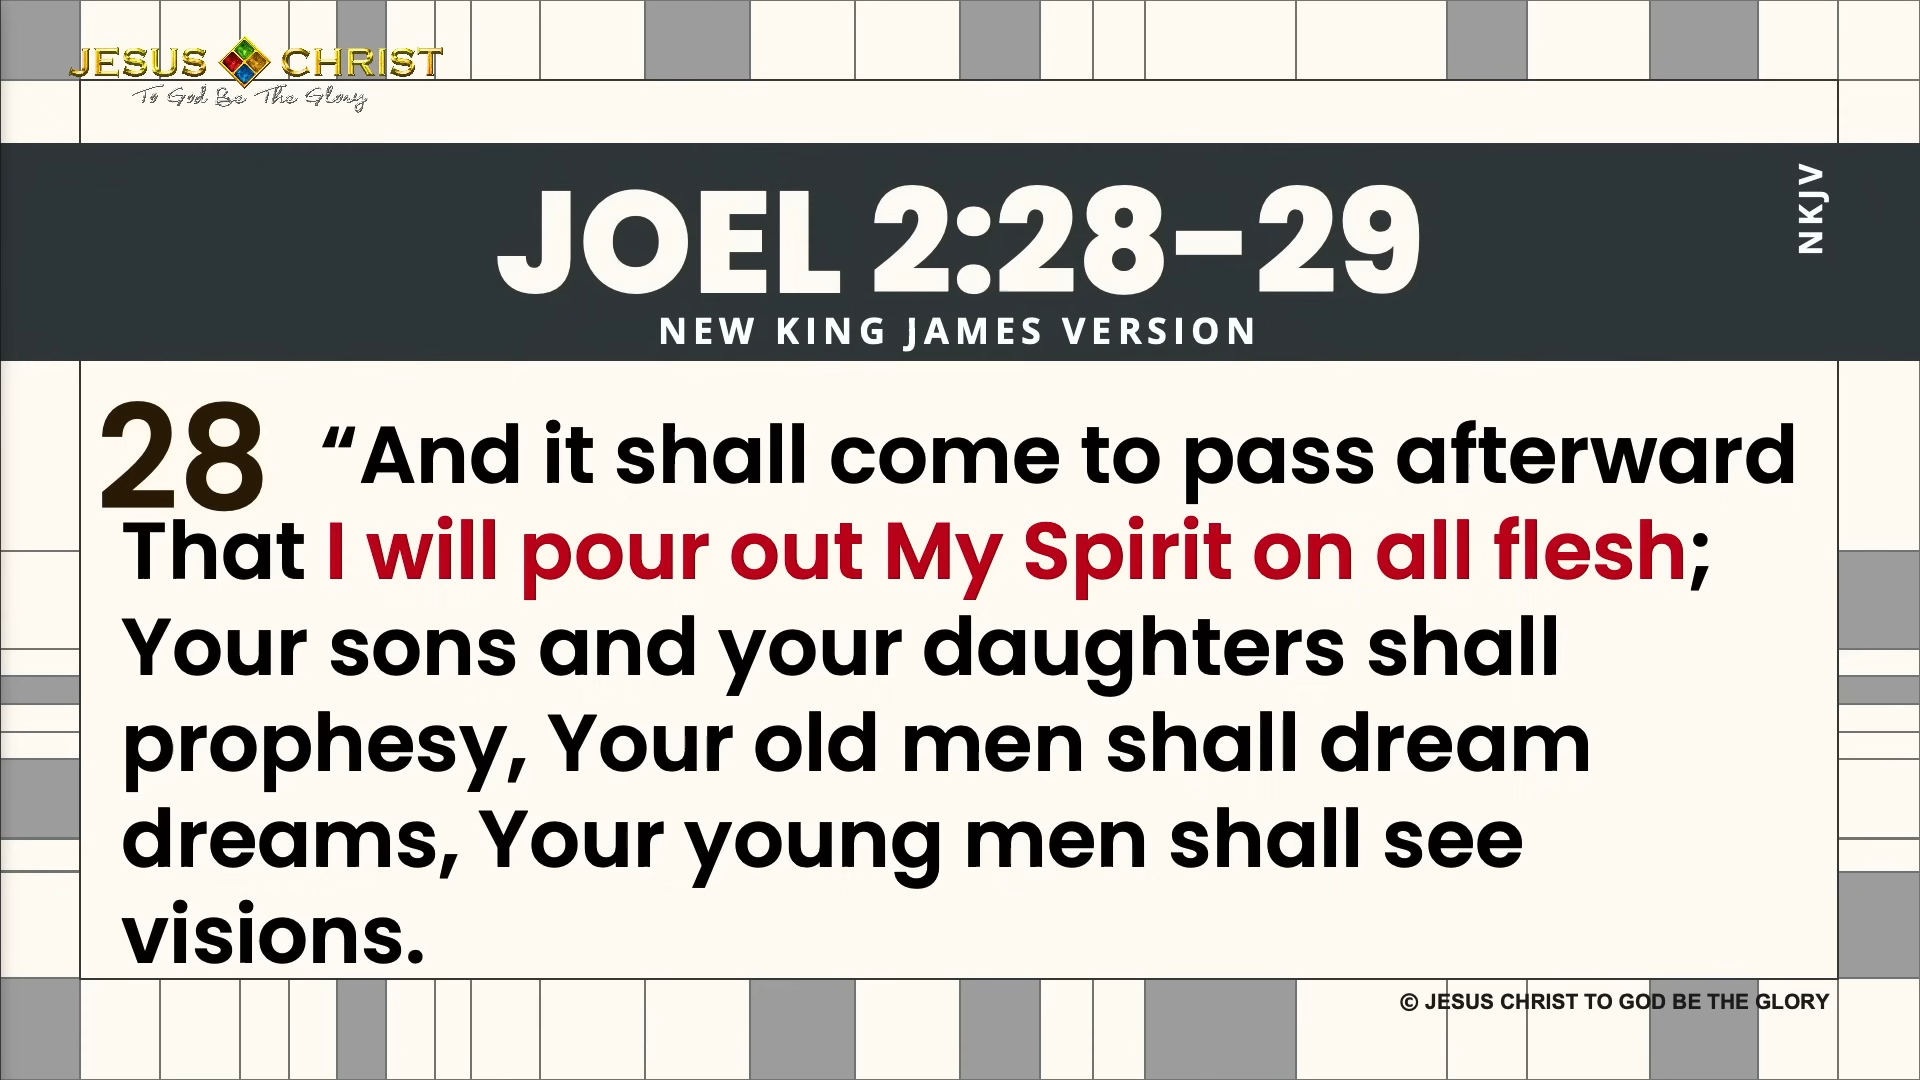 JESUS CHRIST
To God Be The Glory
JOEL 2:28-29
NKJV
NEW KING JAMES VERSION
28 “And it shall come to pass afterward
That I will pour out My Spirit on all flesh;
Your sons and your daughters shall
prophesy, Your old men shall dream
dreams, Your young men shall see
visions.
© JESUS CHRIST TO GOD BE THE GLORY